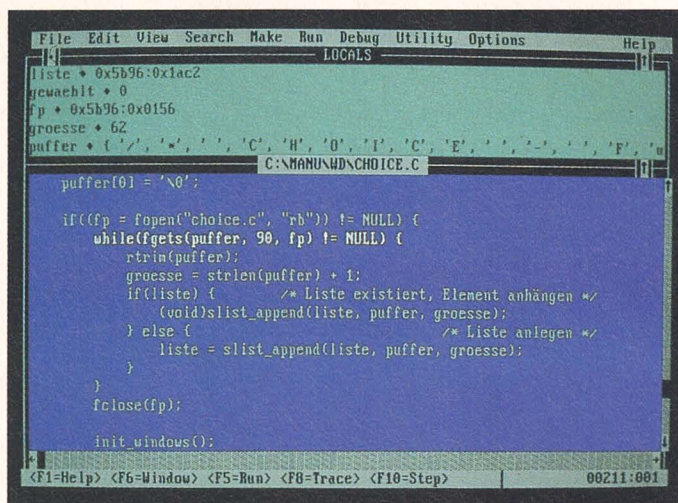 File Edit View Search Make Run Debug Utility Options Help
LOCALS
liste ♦ 0x5b96:0x1ac2
gewaehlt ♦ 0
fp ♦ 0x5b96:0x0156
groesse ♦ 62
puffer ♦ { '/', '*', ' ', 'C', 'H', 'O', 'I', 'C', 'E', ' ', '-', ' ', 'F', 'u
C:\MANU\WD\CHOICE.C
puffer[0] = '\0';
if((fp = fopen("choice.c", "rb")) != NULL) {
while(fgets(puffer, 90, fp) != NULL) {
rtrim(puffer);
groesse = strlen(puffer) + 1;
if(liste) { /* Liste existiert, Element anhängen */
(void)slist_append(liste, puffer, groesse);
} else { /* Liste anlegen */
liste = slist_append(liste, puffer, groesse);
}
}
fclose(fp);
init_windows();
<F1=Help> <F6=Window> <F5=Run> <F8=Trace> <F10=Step> 00211:001